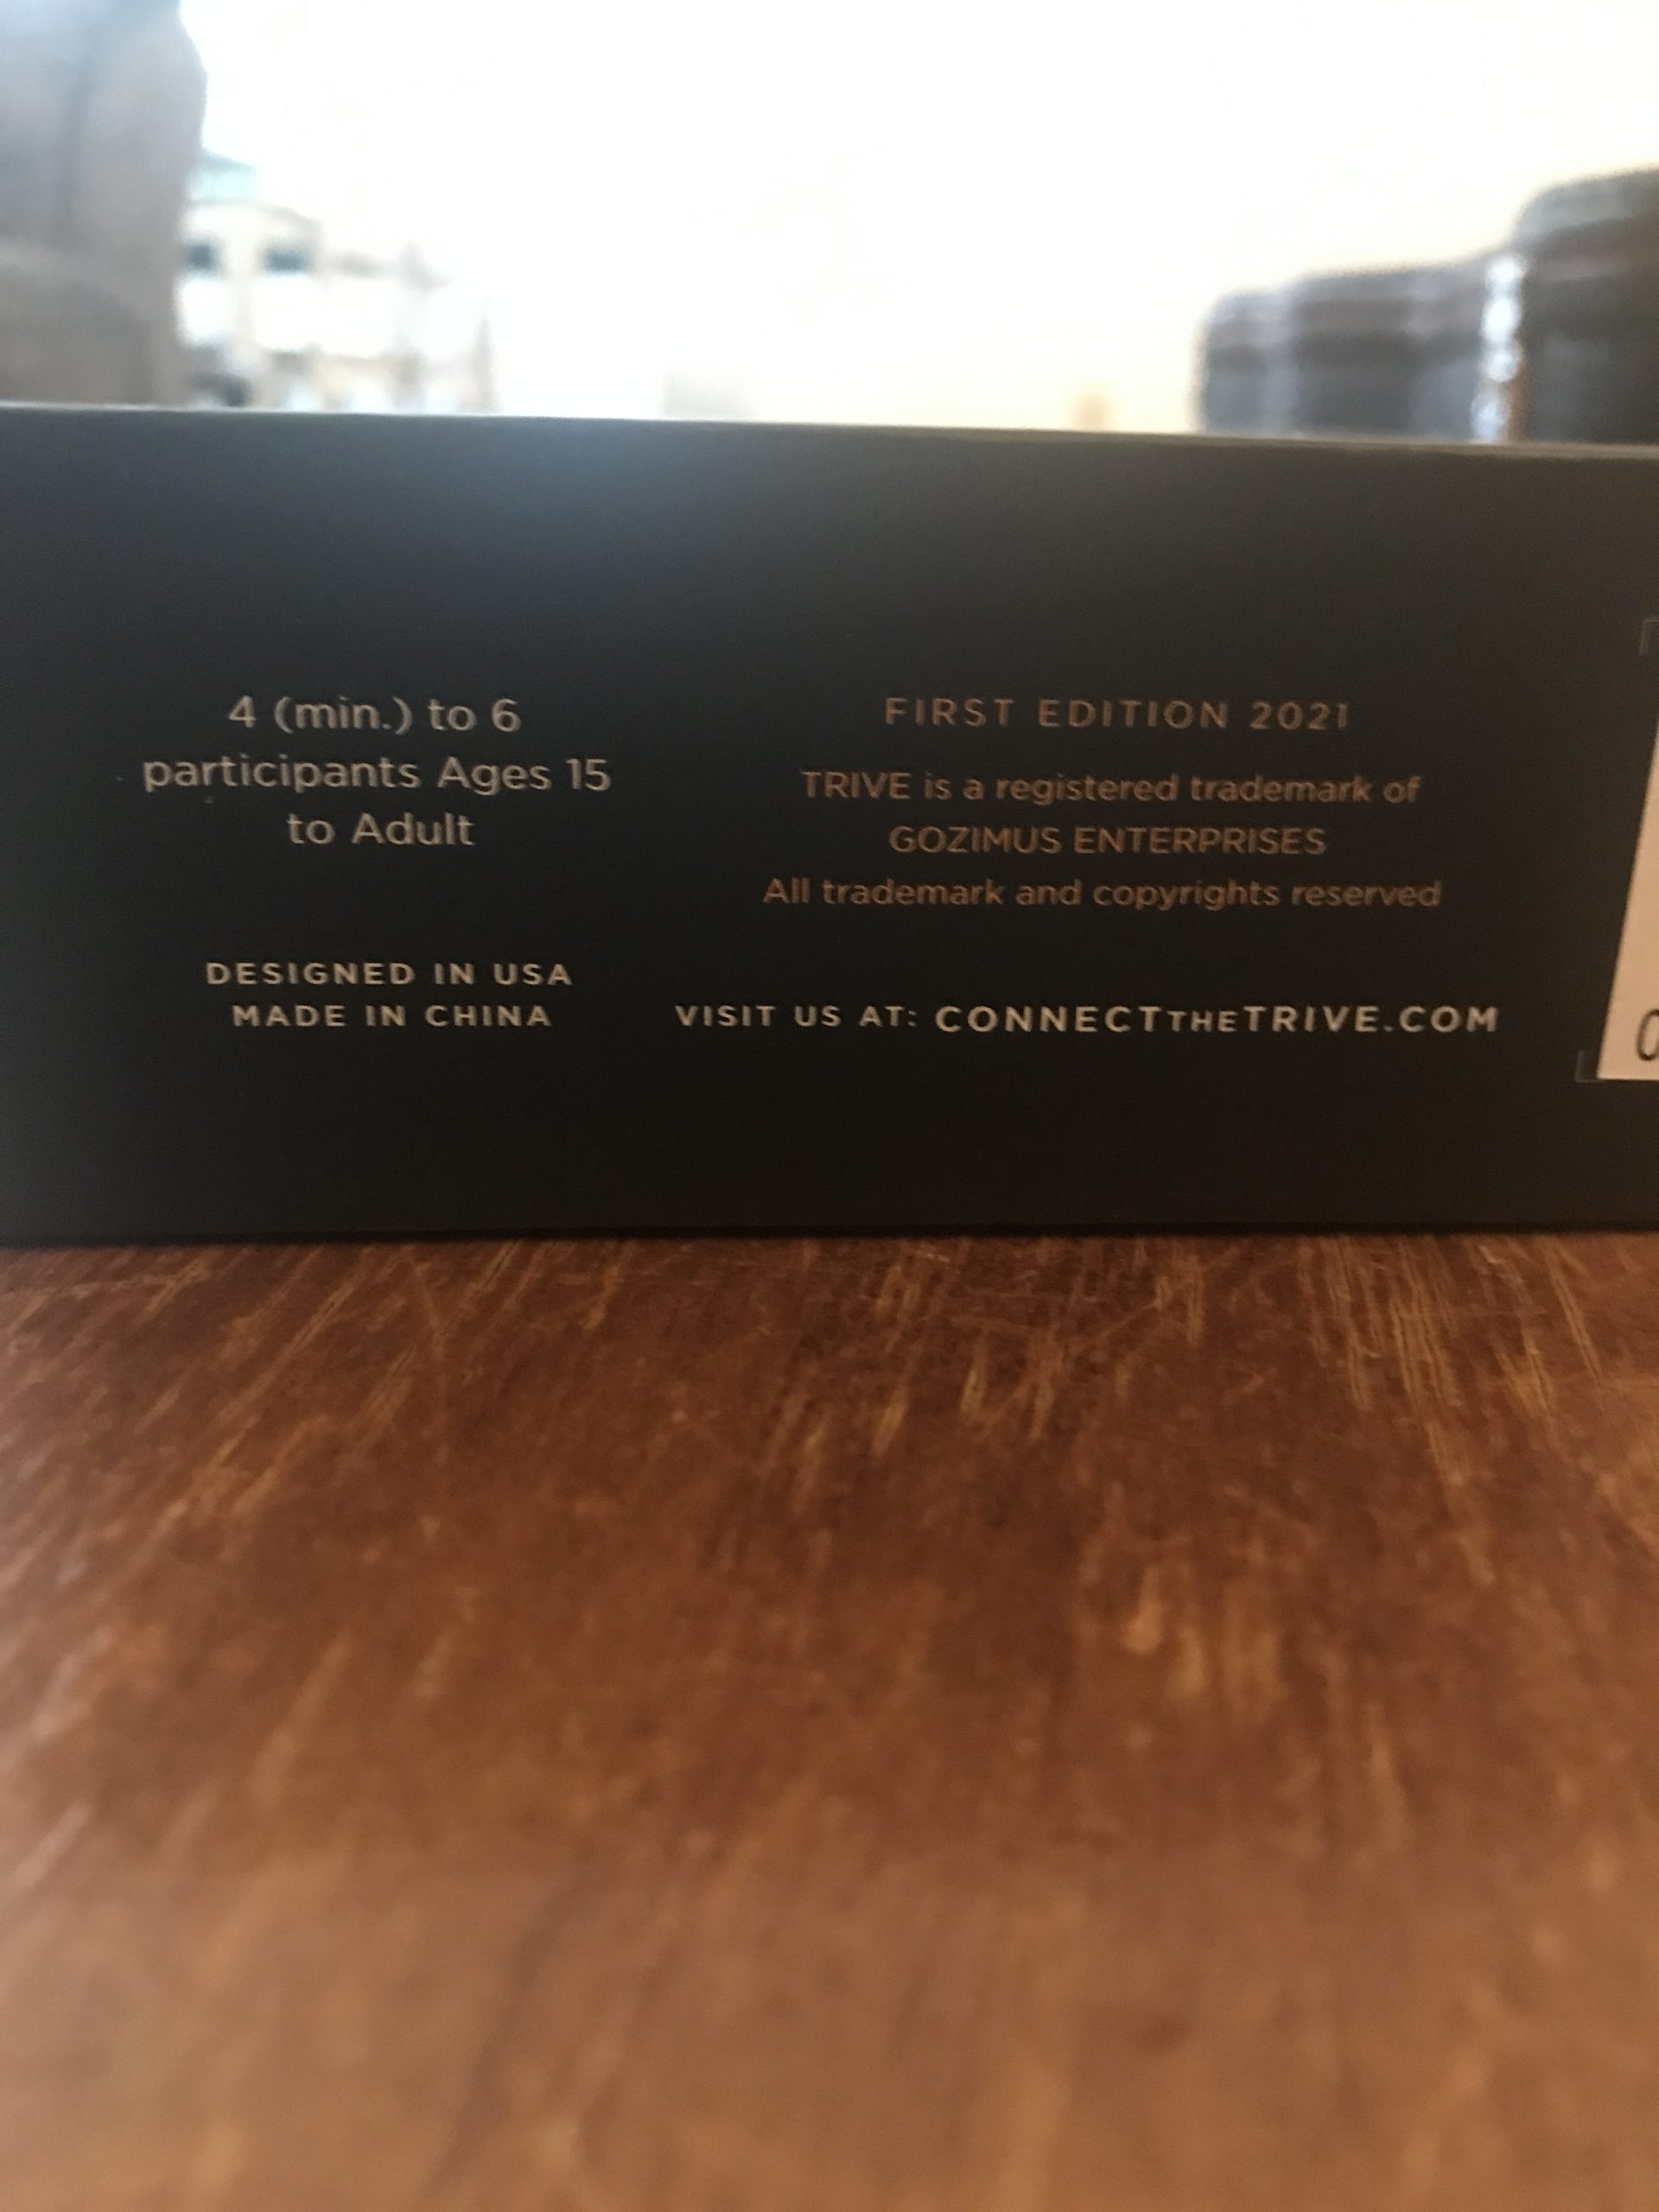 4 (min.) to 6
participants Ages 15
to Adult
DESIGNED IN USA
MADE IN CHINA
FIRST EDITION 2021
TRIVE is a registered trademark of
GOZIMUS ENTERPRISES
All trademark and copyrights reserved
VISIT US AT: CONNECTTHETRIVE.COM
0